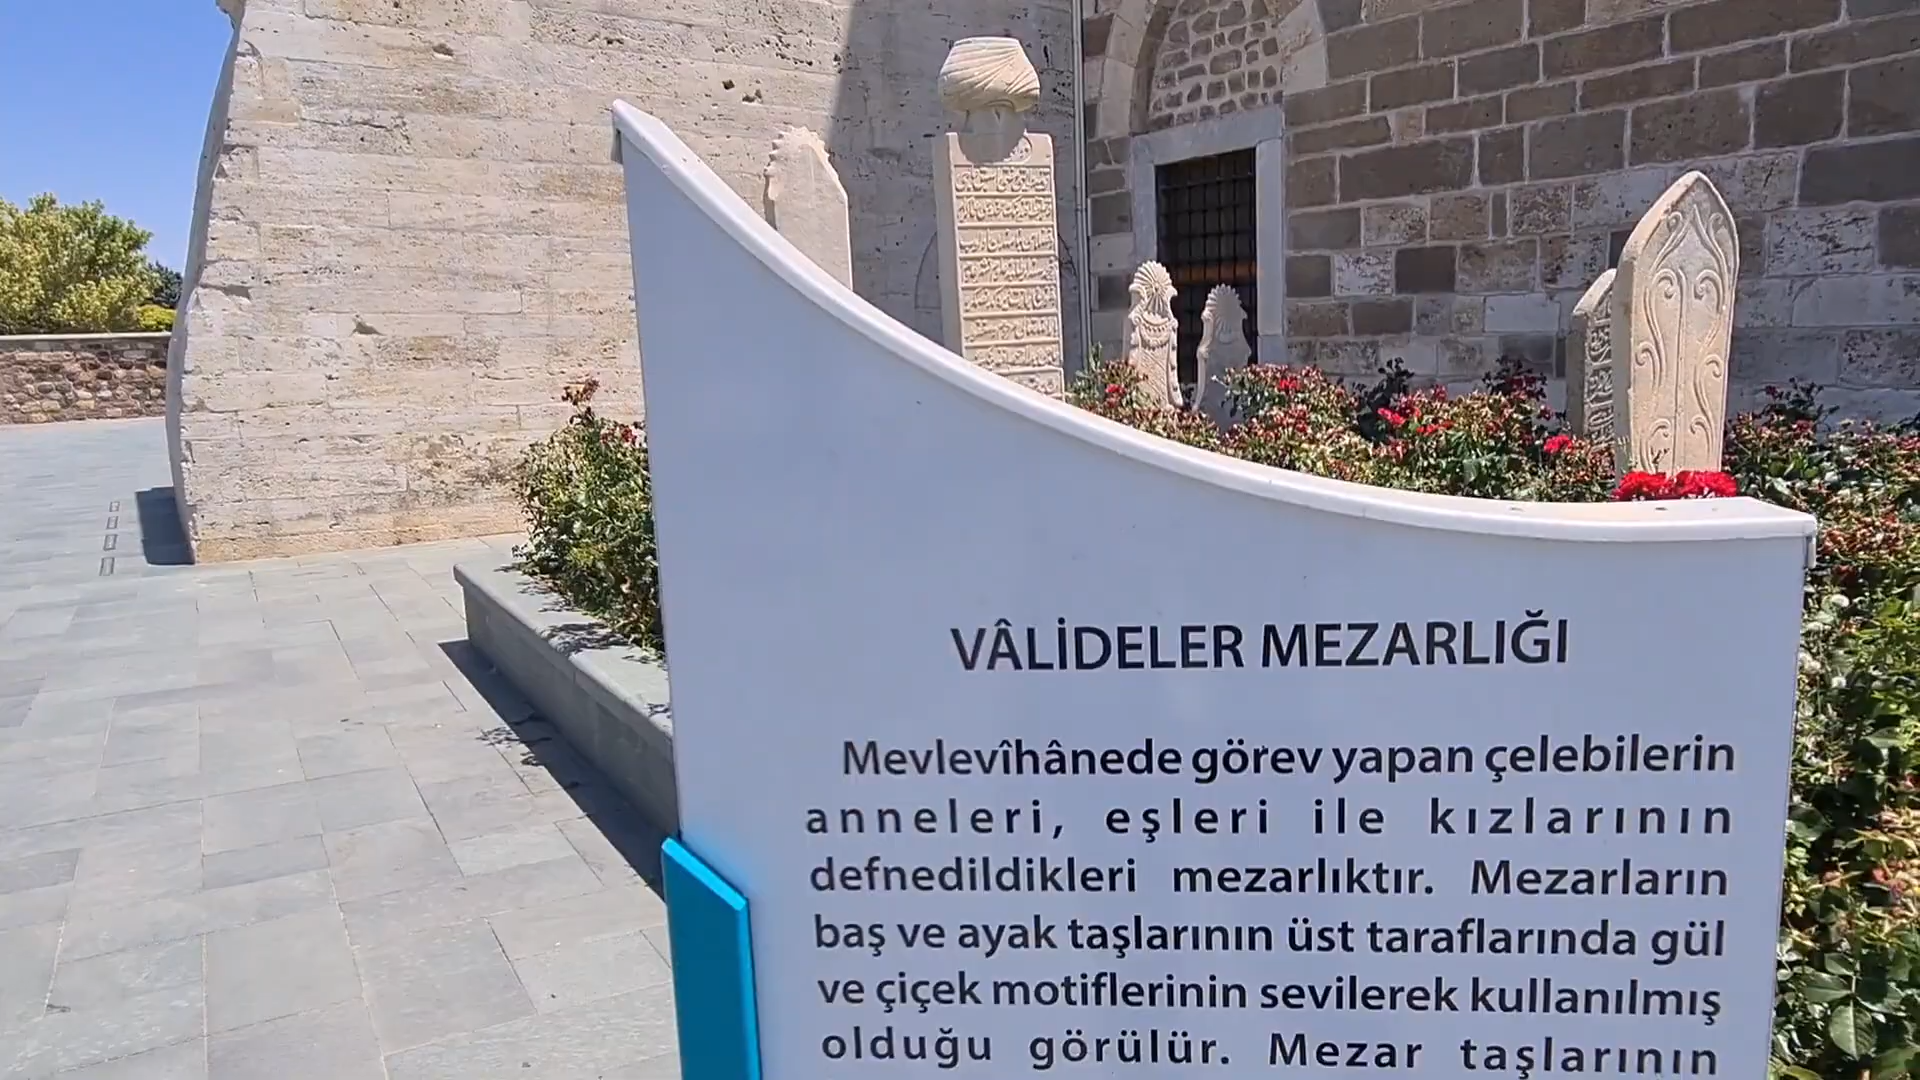 VÂLİDELER MEZARLIĞI
Mevlevîhânede görev yapan çelebilerin
anneleri, eşleri ile kızlarının
defnedildikleri mezarlıktır. Mezarların
baş ve ayak taşlarının üst taraflarında gül
ve çiçek motiflerinin sevilerek kullanılmış
olduğu görülür. Mezar taşlarının